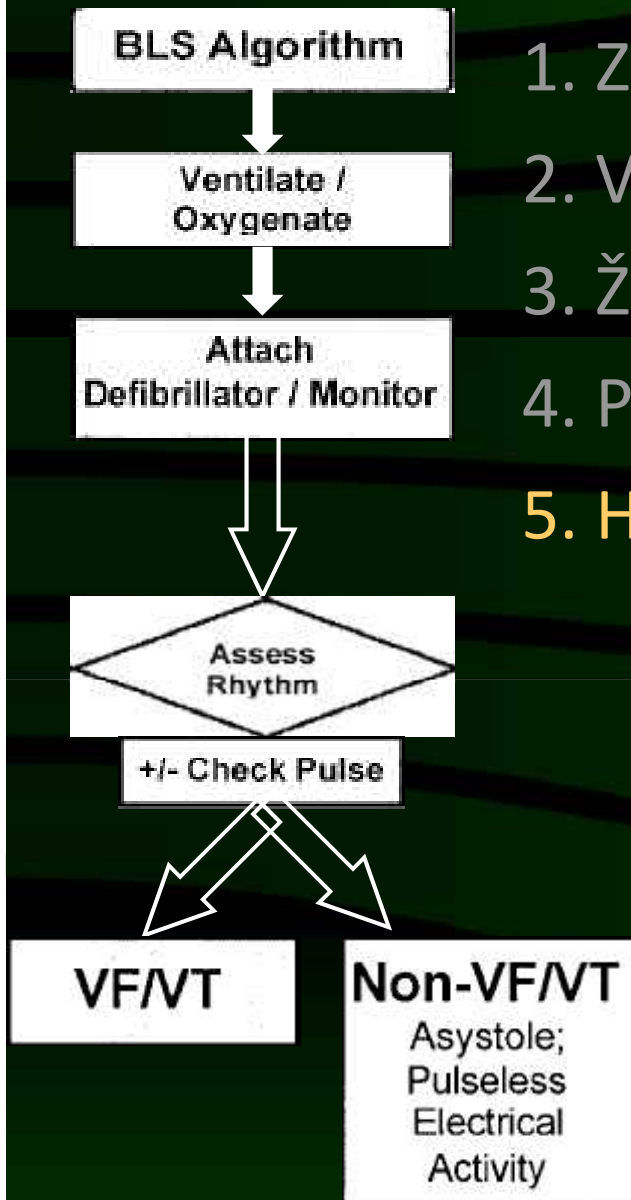 BLS Algorithm
Ventilate /
Oxygenate
Attach
Defibrillator / Monitor
Assess
Rhythm
+/- Check Pulse
VF/VT
Non-VF/VT
Asystole;
Pulseless
Electrical
Activity
1. Z
2. V
3. Ž
4. P
5. H